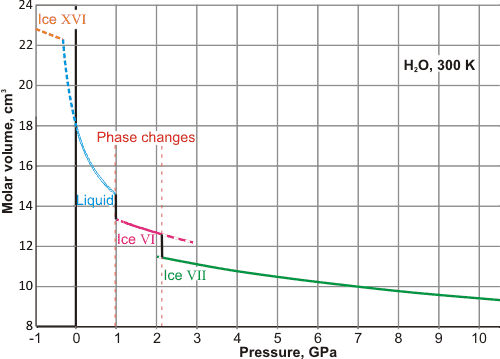 24
Ice XVI
22
H₂O, 300 K
20
18
Phase changes
16
Liquid
14
Ice VI
12
Ice VII
10
8
-1 0 1 2 3 4 5 6 7 8 9 10
Pressure, GPa
Molar volume, cm³